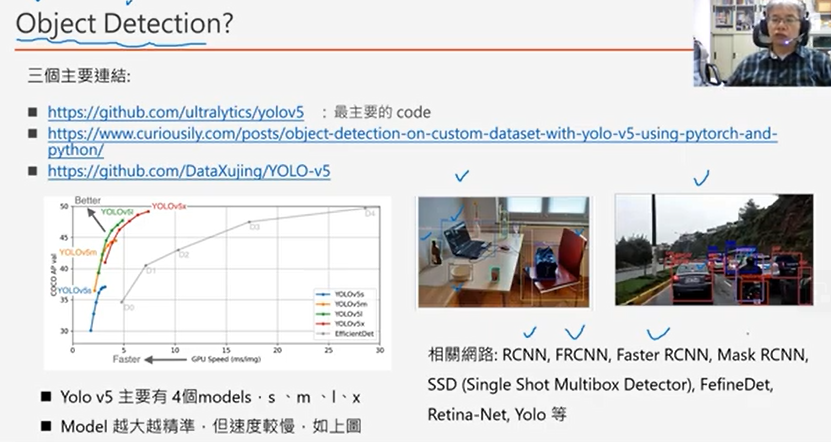 Object Detection?
三個主要連結:
■ https://github.com/ultralytics/yolov5 : 最主要的 code
■ https://www.curiousily.com/posts/object-detection-on-custom-dataset-with-yolo-v5-using-pytorch-and-
python/
■ https://github.com/DataXujing/YOLO-v5
Better
YOLOv5l
YOLOv5x
YOLOv5m
YOLOv5s
D0
D1
D2
D3
D4
COCO AP val
50
45
40
35
30
YOLOv5s
YOLOv5m
YOLOv5l
YOLOv5x
EfficientDet
0 5 10 15 20 25 30
Faster
GPU Speed (ms/img)
■ Yolo v5 主要有 4個models，s 、m 、l、x
■ Model 越大越精準，但速度較慢，如上圖
相關網路: RCNN, FRCNN, Faster RCNN, Mask RCNN,
SSD (Single Shot Multibox Detector), FefineDet,
Retina-Net, Yolo 等